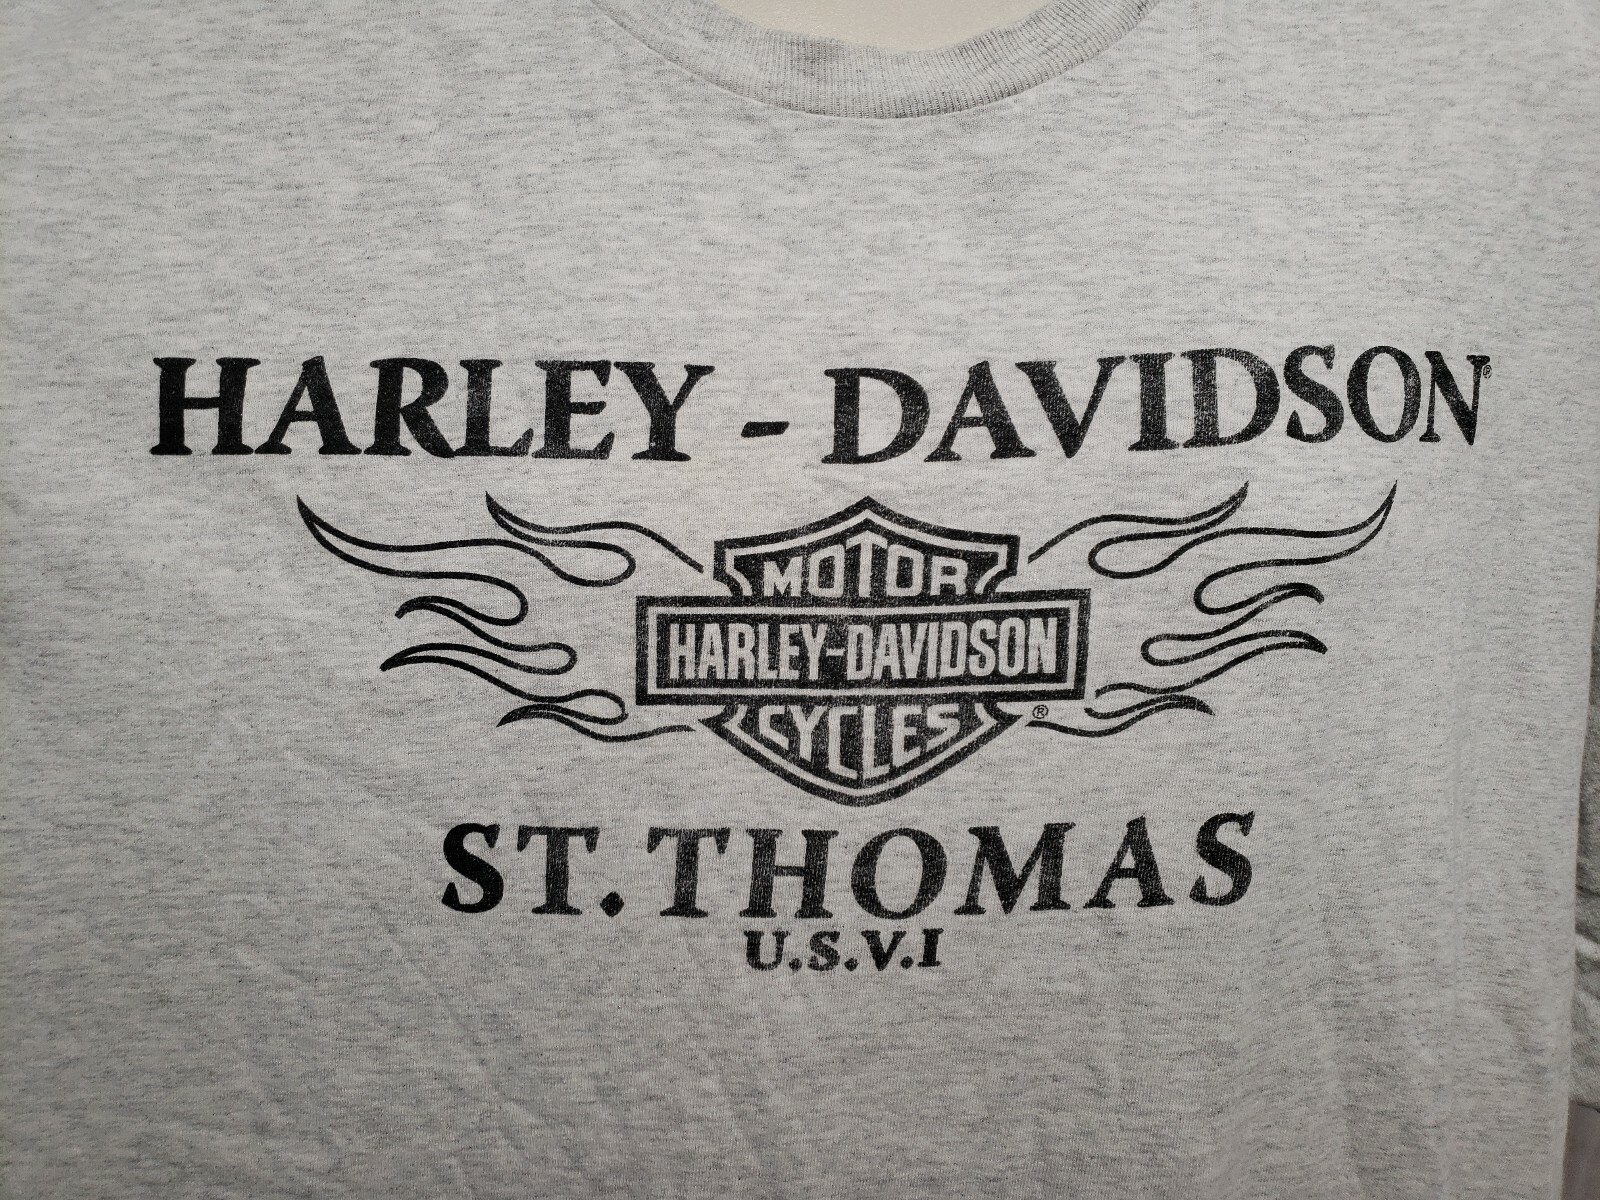 HARLEY - DAVIDSON®
MOTOR
HARLEY-DAVIDSON
CYCLES ®
ST. THOMAS
U.S.V.I